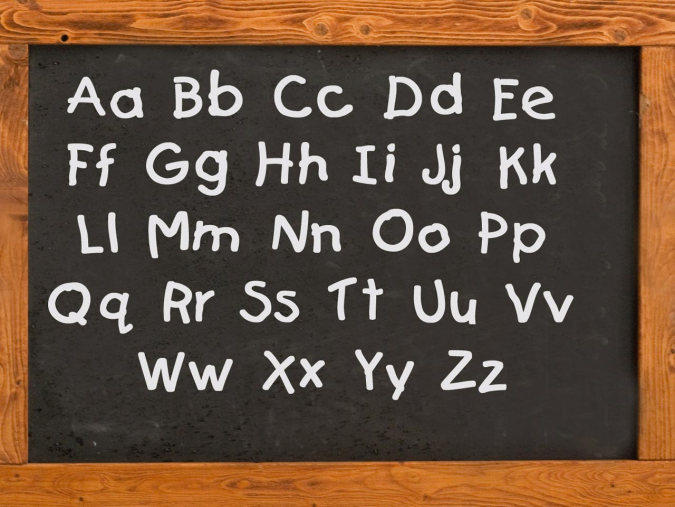 Aa Bb Cc Dd Ee
Ff Gg Hh Ii Jj Kk
Ll Mm Nn Oo Pp
Qq Rr Ss Tt Uu Vv
Ww Xx Yy Zz